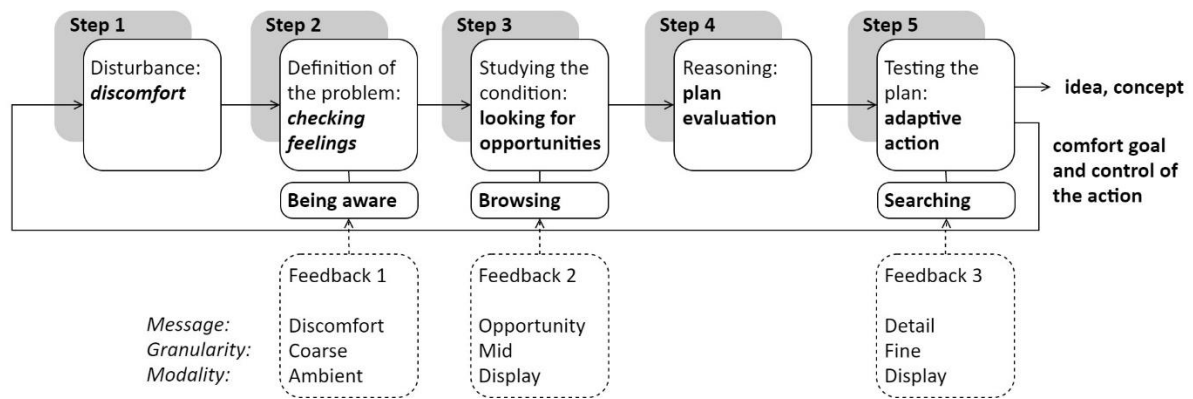 Step 1
Disturbance:
discomfort
Step 2
Definition of
the problem:
checking
feelings
Step 3
Studying the
condition:
looking for
opportunities
Step 4
Reasoning:
plan
evaluation
Step 5
Testing the
plan:
adaptive
action
idea, concept
comfort goal
and control of
the action
Being aware
Browsing
Searching
Feedback 1
Feedback 2
Feedback 3
Message:
Discomfort
Opportunity
Detail
Granularity:
Coarse
Mid
Fine
Modality:
Ambient
Display
Display